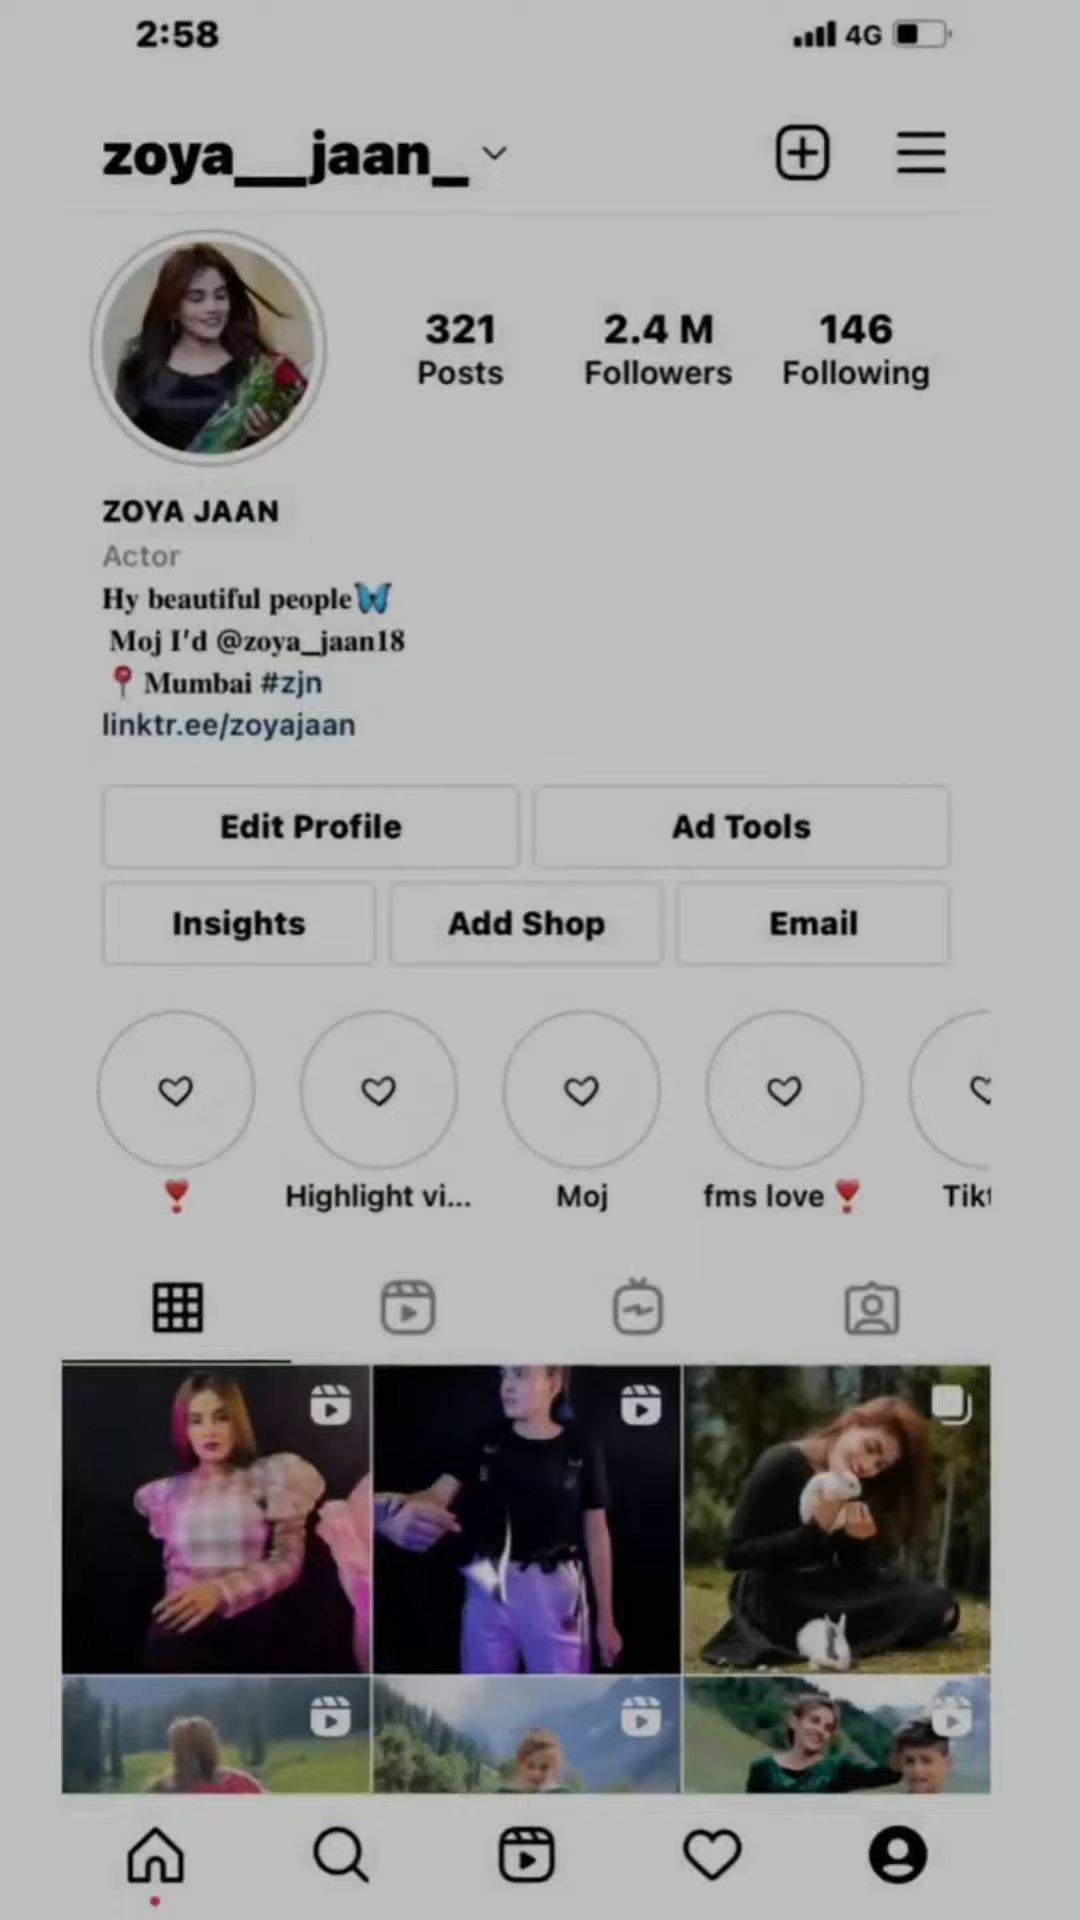 2:58 4G
zoya__jaan_
321 2.4 M 146
Posts Followers Following
ZOYA JAAN
Actor
Hy beautiful people🦋
Moj I'd @zoya_jaan18
📍 Mumbai #zjn
linktr.ee/zoyajaan
Edit Profile Ad Tools
Insights Add Shop Email
❣️ Highlight vi... Moj fms love ❣️ Tikt